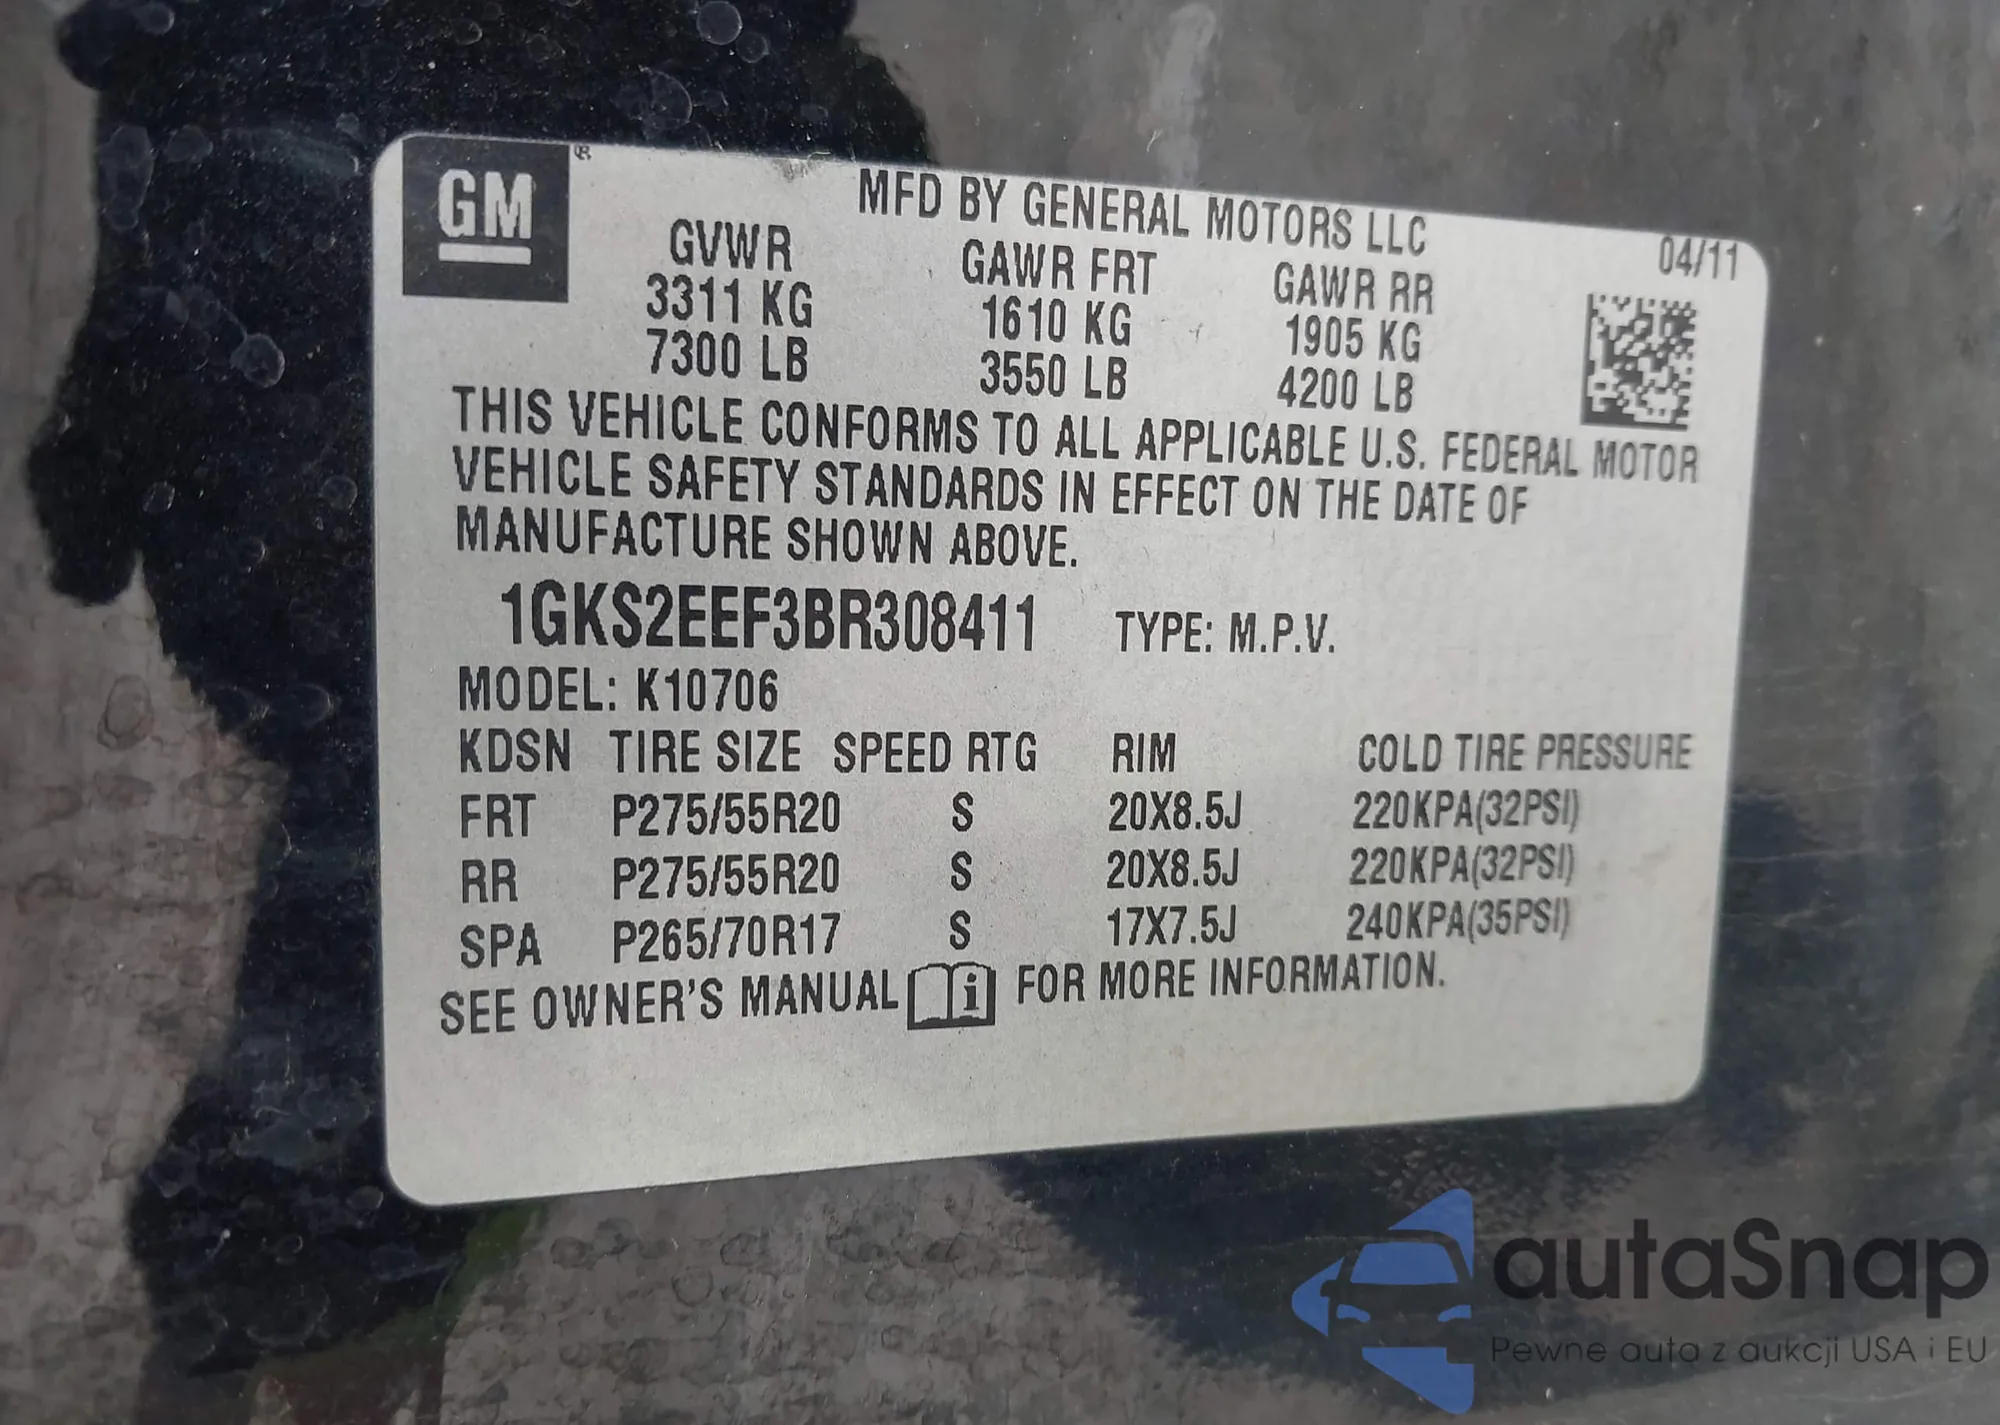 GM ®
MFD BY GENERAL MOTORS LLC
04/11
GVWR GAWR FRT GAWR RR
3311 KG 1610 KG 1905 KG
7300 LB 3550 LB 4200 LB
THIS VEHICLE CONFORMS TO ALL APPLICABLE U.S. FEDERAL MOTOR
VEHICLE SAFETY STANDARDS IN EFFECT ON THE DATE OF
MANUFACTURE SHOWN ABOVE.
1GKS2EEF3BR308411 TYPE: M.P.V.
MODEL: K10706
KDSN TIRE SIZE SPEED RTG RIM COLD TIRE PRESSURE
FRT P275/55R20 S 20X8.5J 220KPA(32PSI)
RR P275/55R20 S 20X8.5J 220KPA(32PSI)
SPA P265/70R17 S 17X7.5J 240KPA(35PSI)
SEE OWNER'S MANUAL i FOR MORE INFORMATION.
autaSnap
Pewne auta z aukcji USA i EU